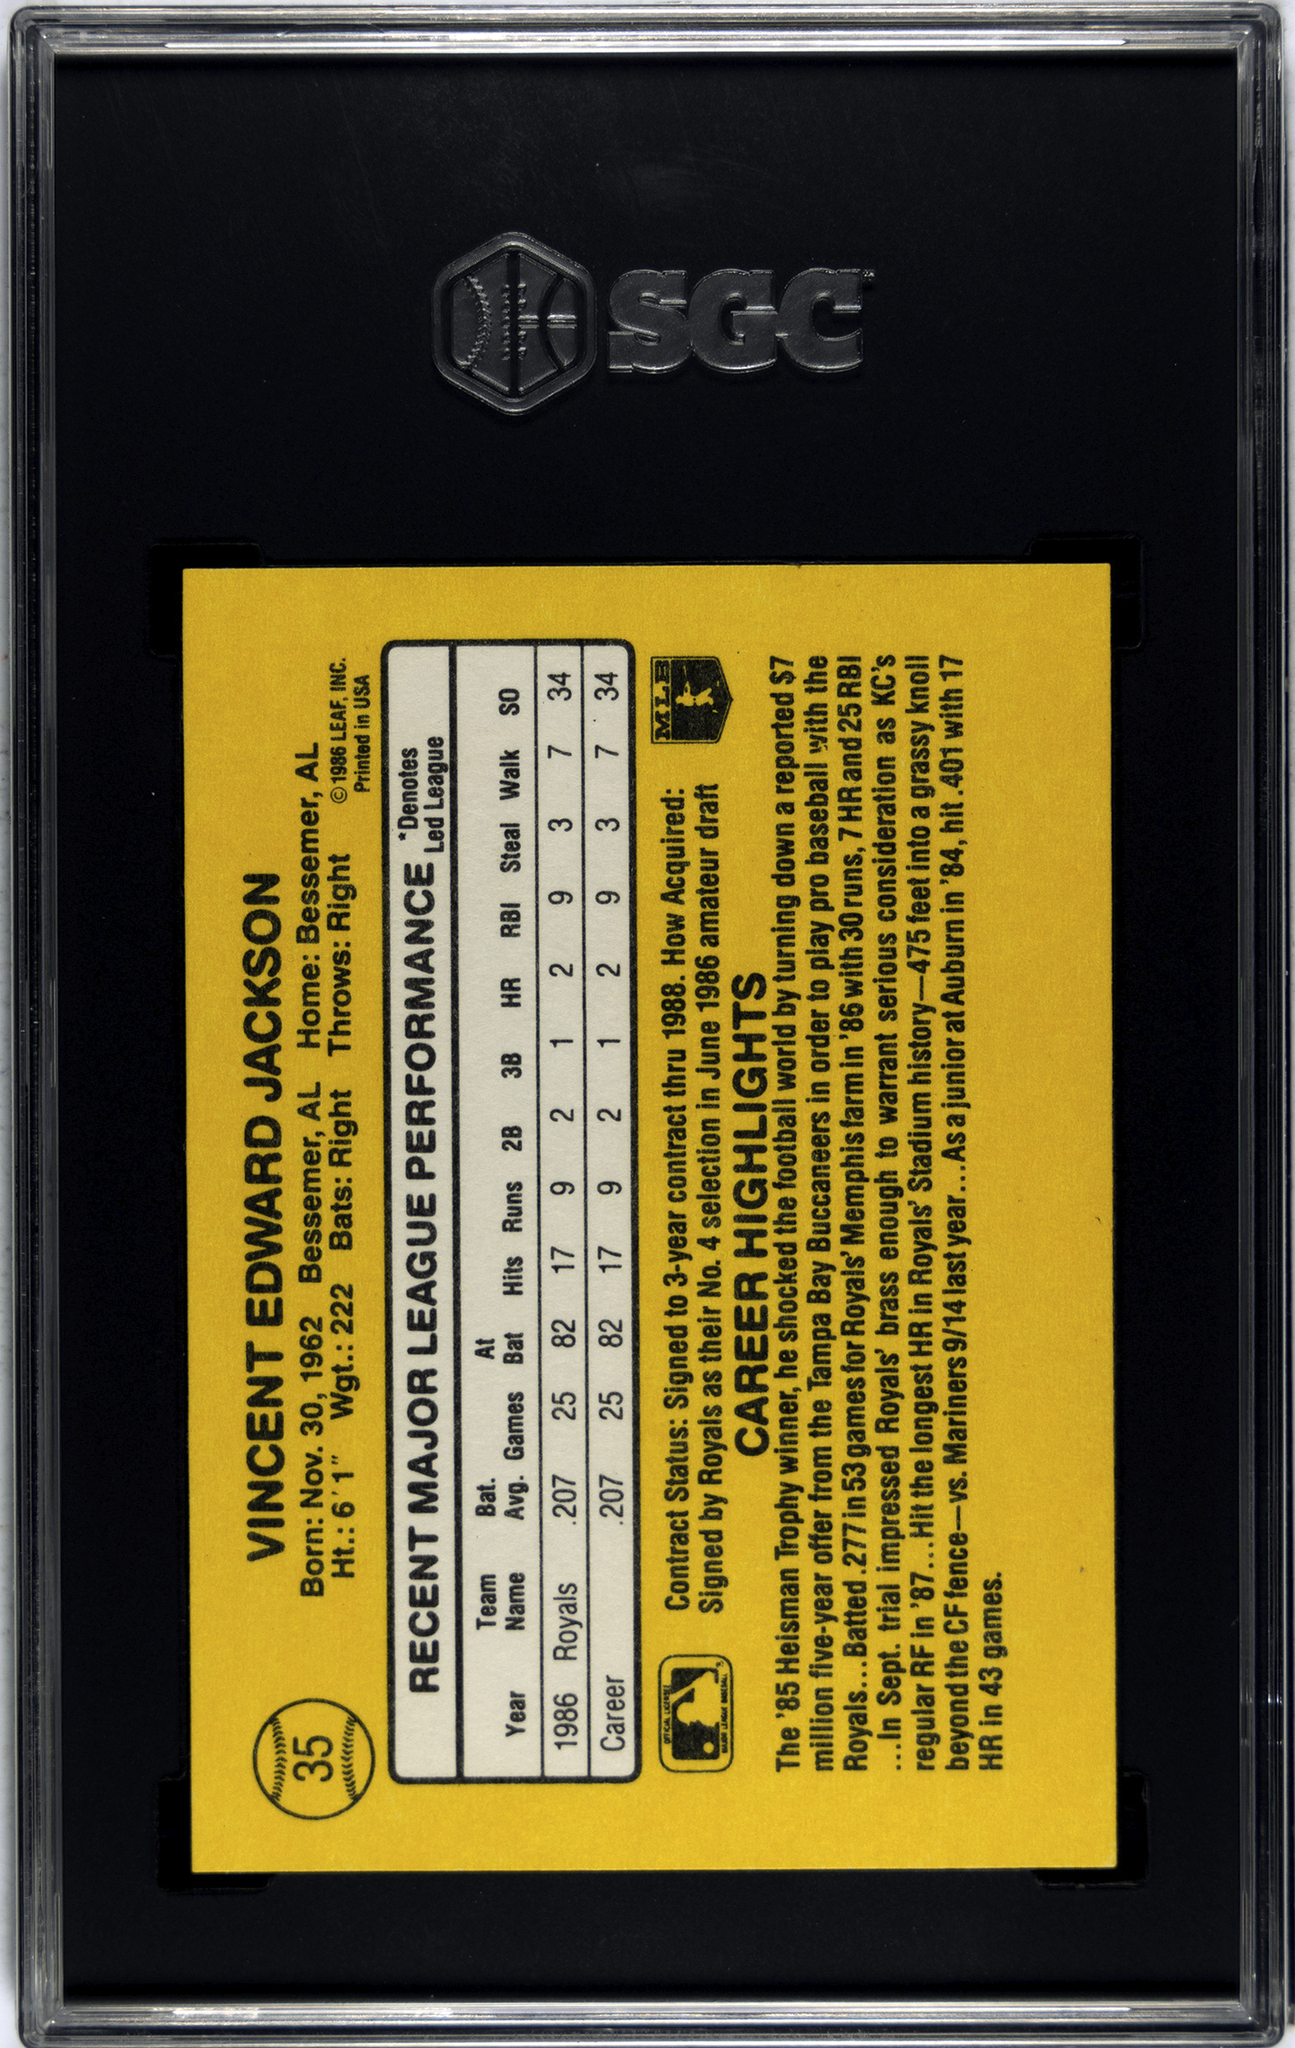 SGC
35
VINCENT EDWARD JACKSON
Born: Nov. 30, 1962 Bessemer, AL Home: Bessemer, AL
Ht.: 6'1" Wgt.: 222 Bats: Right Throws: Right
© 1986 LEAF, INC.
Printed in USA
RECENT MAJOR LEAGUE PERFORMANCE *Denotes
Led League
Team Bat. At
Year Name Avg. Games Bat Hits Runs 2B 3B HR RBI Steal Walk SO
1986 Royals .207 25 82 17 9 2 1 2 9 3 7 34
Career .207 25 82 17 9 2 1 2 9 3 7 34
Contract Status: Signed to 3-year contract thru 1988. How Acquired:
Signed by Royals as their No. 4 selection in June 1986 amateur draft
MLB
CAREER HIGHLIGHTS
The '85 Heisman Trophy winner, he shocked the football world by turning down a reported $7
million five-year offer from the Tampa Bay Buccaneers in order to play pro baseball with the
Royals...Batted .277 in 53 games for Royals' Memphis farm in '86 with 30 runs, 7 HR and 25 RBI
...In Sept. trial impressed Royals' brass enough to warrant serious consideration as KC's
regular RF in '87...Hit the longest HR in Royals' Stadium history—475 feet into a grassy knoll
beyond the CF fence—vs. Mariners 9/14 last year...As a junior at Auburn in '84, hit .401 with 17
HR in 43 games.